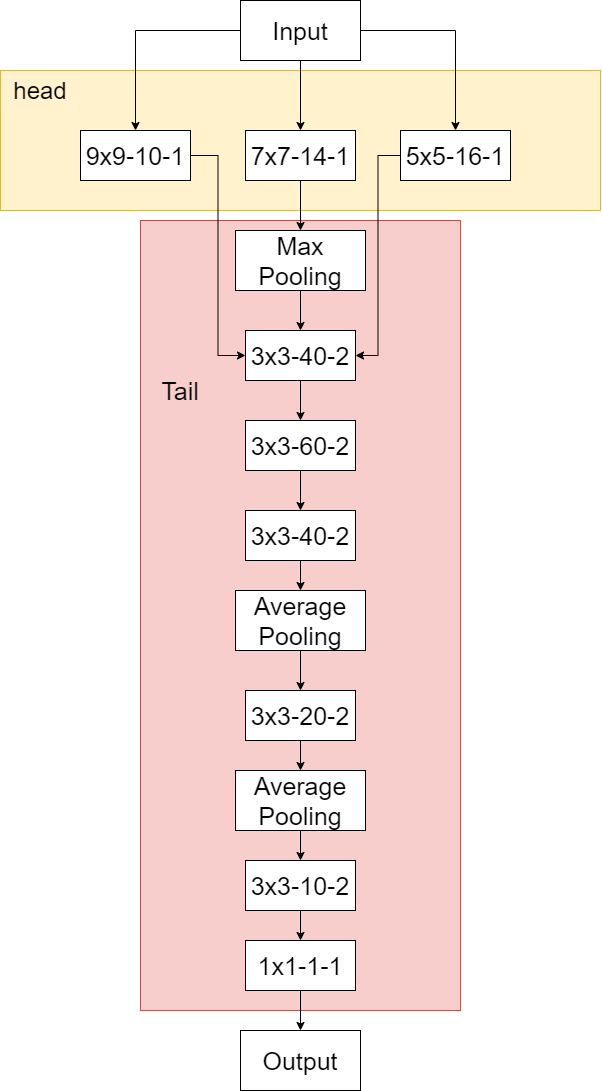 Input
head
9x9-10-1
7x7-14-1
5x5-16-1
Max
Pooling
3x3-40-2
Tail
3x3-60-2
3x3-40-2
Average
Pooling
3x3-20-2
Average
Pooling
3x3-10-2
1x1-1-1
Output